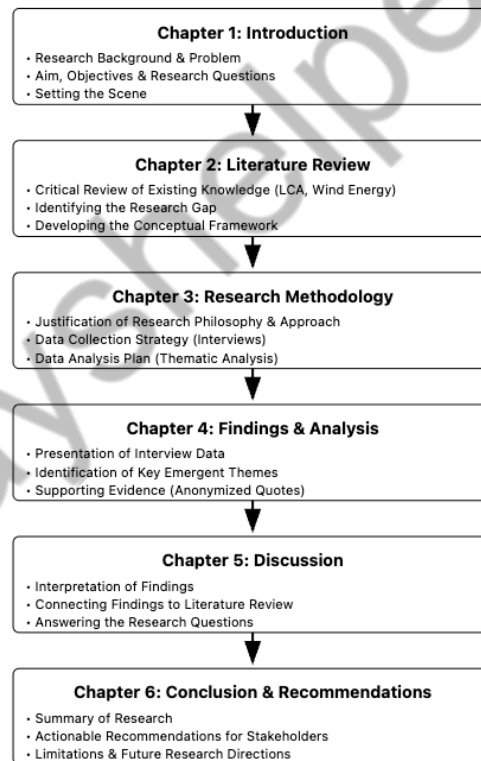 Chapter 1: Introduction
• Research Background & Problem
• Aim, Objectives & Research Questions
• Setting the Scene
Chapter 2: Literature Review
• Critical Review of Existing Knowledge (LCA, Wind Energy)
• Identifying the Research Gap
• Developing the Conceptual Framework
Chapter 3: Research Methodology
• Justification of Research Philosophy & Approach
• Data Collection Strategy (Interviews)
• Data Analysis Plan (Thematic Analysis)
Chapter 4: Findings & Analysis
• Presentation of Interview Data
• Identification of Key Emergent Themes
• Supporting Evidence (Anonymized Quotes)
Chapter 5: Discussion
• Interpretation of Findings
• Connecting Findings to Literature Review
• Answering the Research Questions
Chapter 6: Conclusion & Recommendations
• Summary of Research
• Actionable Recommendations for Stakeholders
• Limitations & Future Research Directions